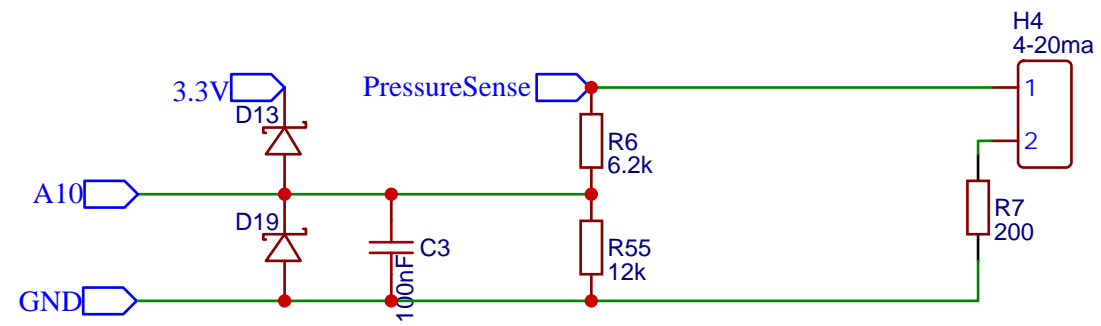 H4
4-20ma
3.3V
PressureSense
1
D13
R6
6.2k
2
A10
D19
C3
100nF
R55
12k
R7
200
GND